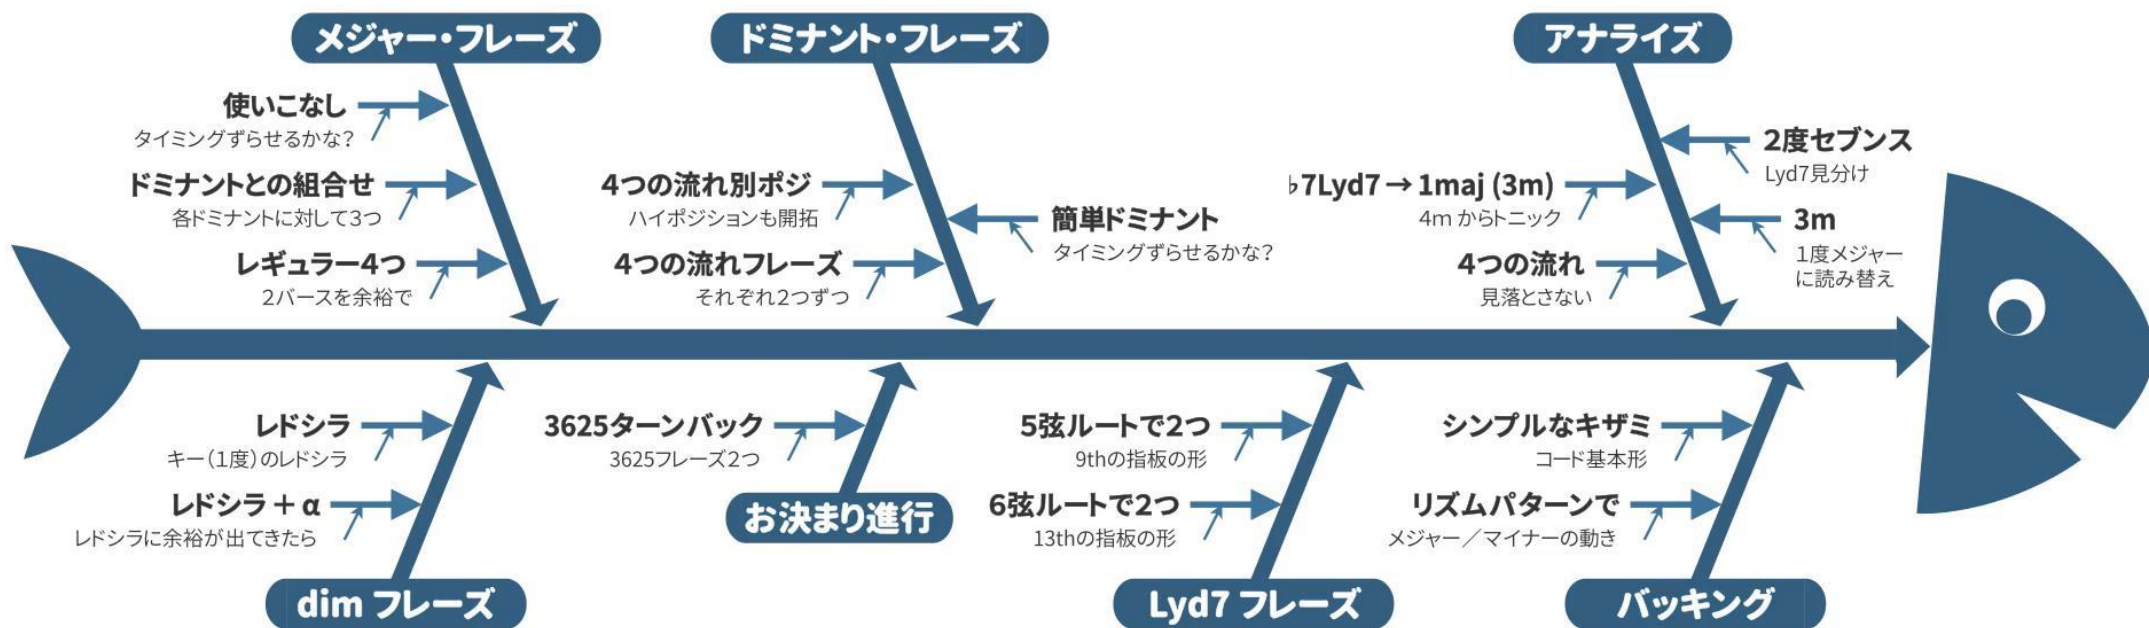 メジャー・フレーズ
使いこなし
タイミングずらせるかな？
ドミナントとの組合せ
各ドミナントに対して３つ
レギュラー４つ
２バースを余裕で
ドミナント・フレーズ
４つの流れ別ポジ
ハイポジションも開拓
４つの流れフレーズ
それぞれ２つずつ
簡単ドミナント
タイミングずらせるかな？
アナライズ
♭7Lyd7 → 1maj (3m)
4m からトニック
４つの流れ
見落とさない
２度セブンス
Lyd7見分け
3m
１度メジャー
に読み替え
レドシラ
キー（１度）のレドシラ
レドシラ + α
レドシラに余裕が出てきたら
dim フレーズ
3625ターンバック
3625フレーズ２つ
お決まり進行
５弦ルートで２つ
9thの指板の形
６弦ルートで２つ
13thの指板の形
Lyd7 フレーズ
シンプルなキザミ
コード基本形
リズムパターンで
メジャー／マイナーの動き
バッキング